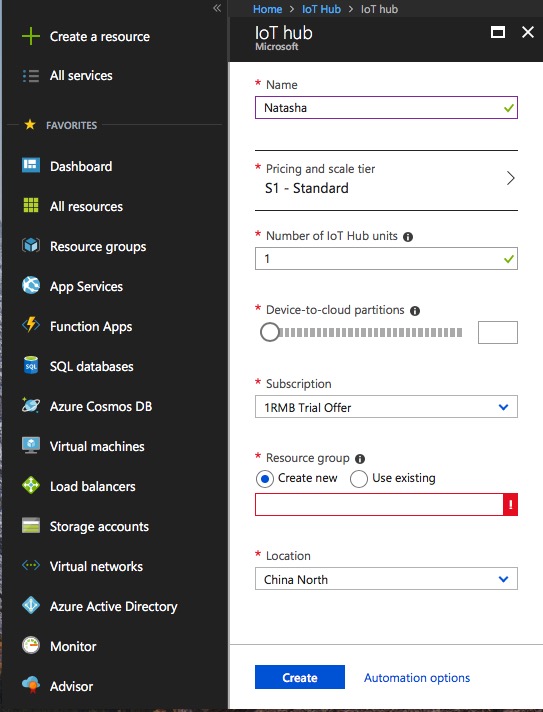 «
Create a resource
All services
FAVORITES
Dashboard
All resources
Resource groups
App Services
Function Apps
SQL
SQL databases
Azure Cosmos DB
Virtual machines
Load balancers
Storage accounts
Virtual networks
Azure Active Directory
Monitor
Advisor
Home > IoT Hub > IoT hub
IoT hub
Microsoft
* Name
Natasha
* Pricing and scale tier
S1 - Standard
* Number of IoT Hub units
1
* Device-to-cloud partitions
* Subscription
1RMB Trial Offer
* Resource group
Create new Use existing
!
* Location
China North
Create Automation options